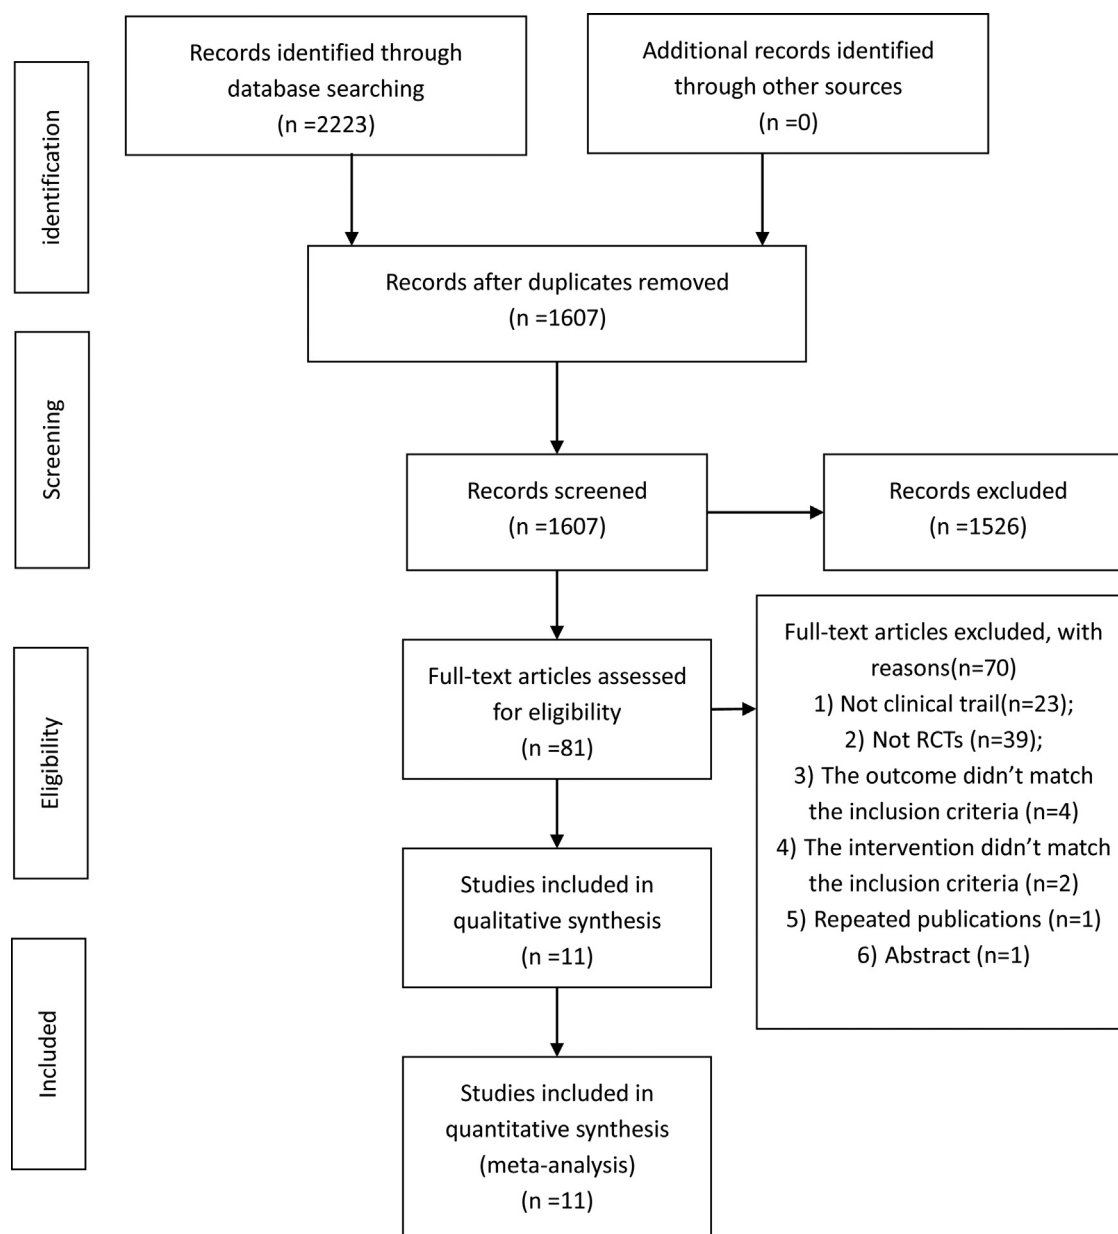 Records identified through
database searching
(n =2223)
Additional records identified
through other sources
(n =0)
identification
Records after duplicates removed
(n =1607)
Screening
Records screened
(n =1607)
Records excluded
(n =1526)
Eligibility
Full-text articles assessed
for eligibility
(n =81)
Full-text articles excluded, with
reasons(n=70)
1) Not clinical trail(n=23);
2) Not RCTs (n=39);
3) The outcome didn’t match
the inclusion criteria (n=4)
4) The intervention didn’t match
the inclusion criteria (n=2)
5) Repeated publications (n=1)
6) Abstract (n=1)
Studies included in
qualitative synthesis
(n =11)
Included
Studies included in
quantitative synthesis
(meta-analysis)
(n =11)